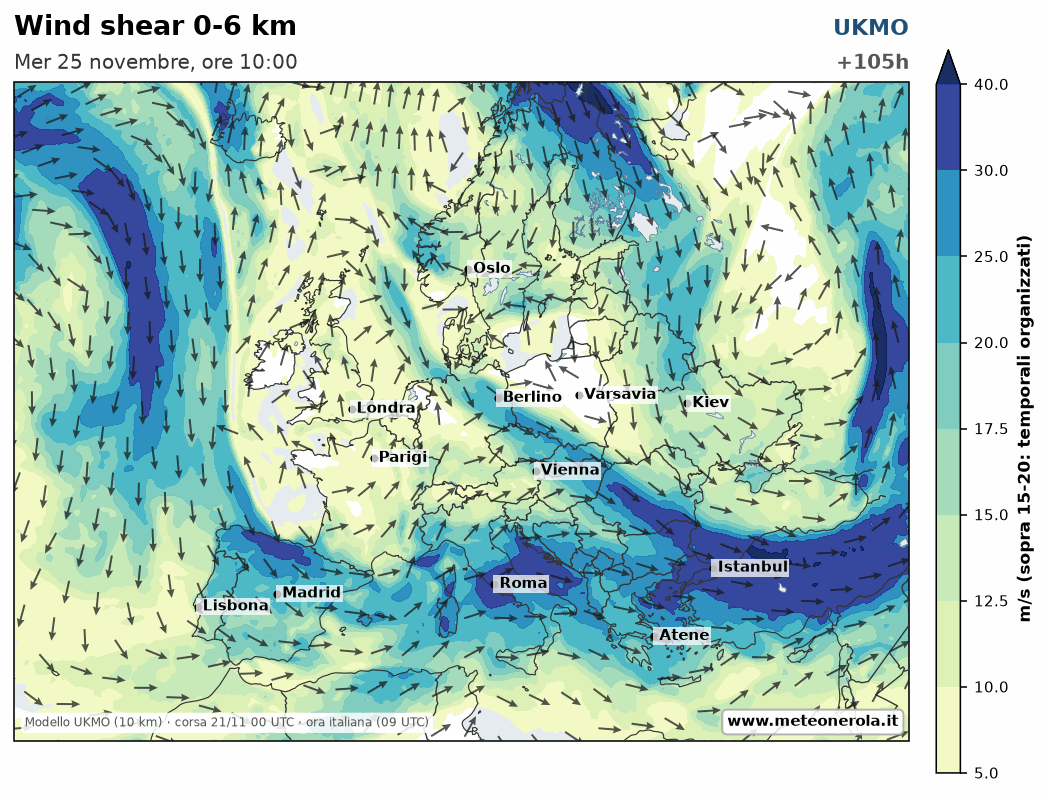 Wind shear 0-6 km
UKMO
Mer 25 novembre, ore 10:00
+105h
40.0
30.0
25.0
20.0
17.5
15.0
12.5
10.0
5.0
m/s (sopra 15-20: temporali organizzati)
Oslo
Berlino
Varsavia
Kiev
Londra
Parigi
Vienna
Istanbul
Roma
Madrid
Lisbona
Atene
Modello UKMO (10 km) · corsa 21/11 00 UTC · ora italiana (09 UTC)
www.meteonerola.it